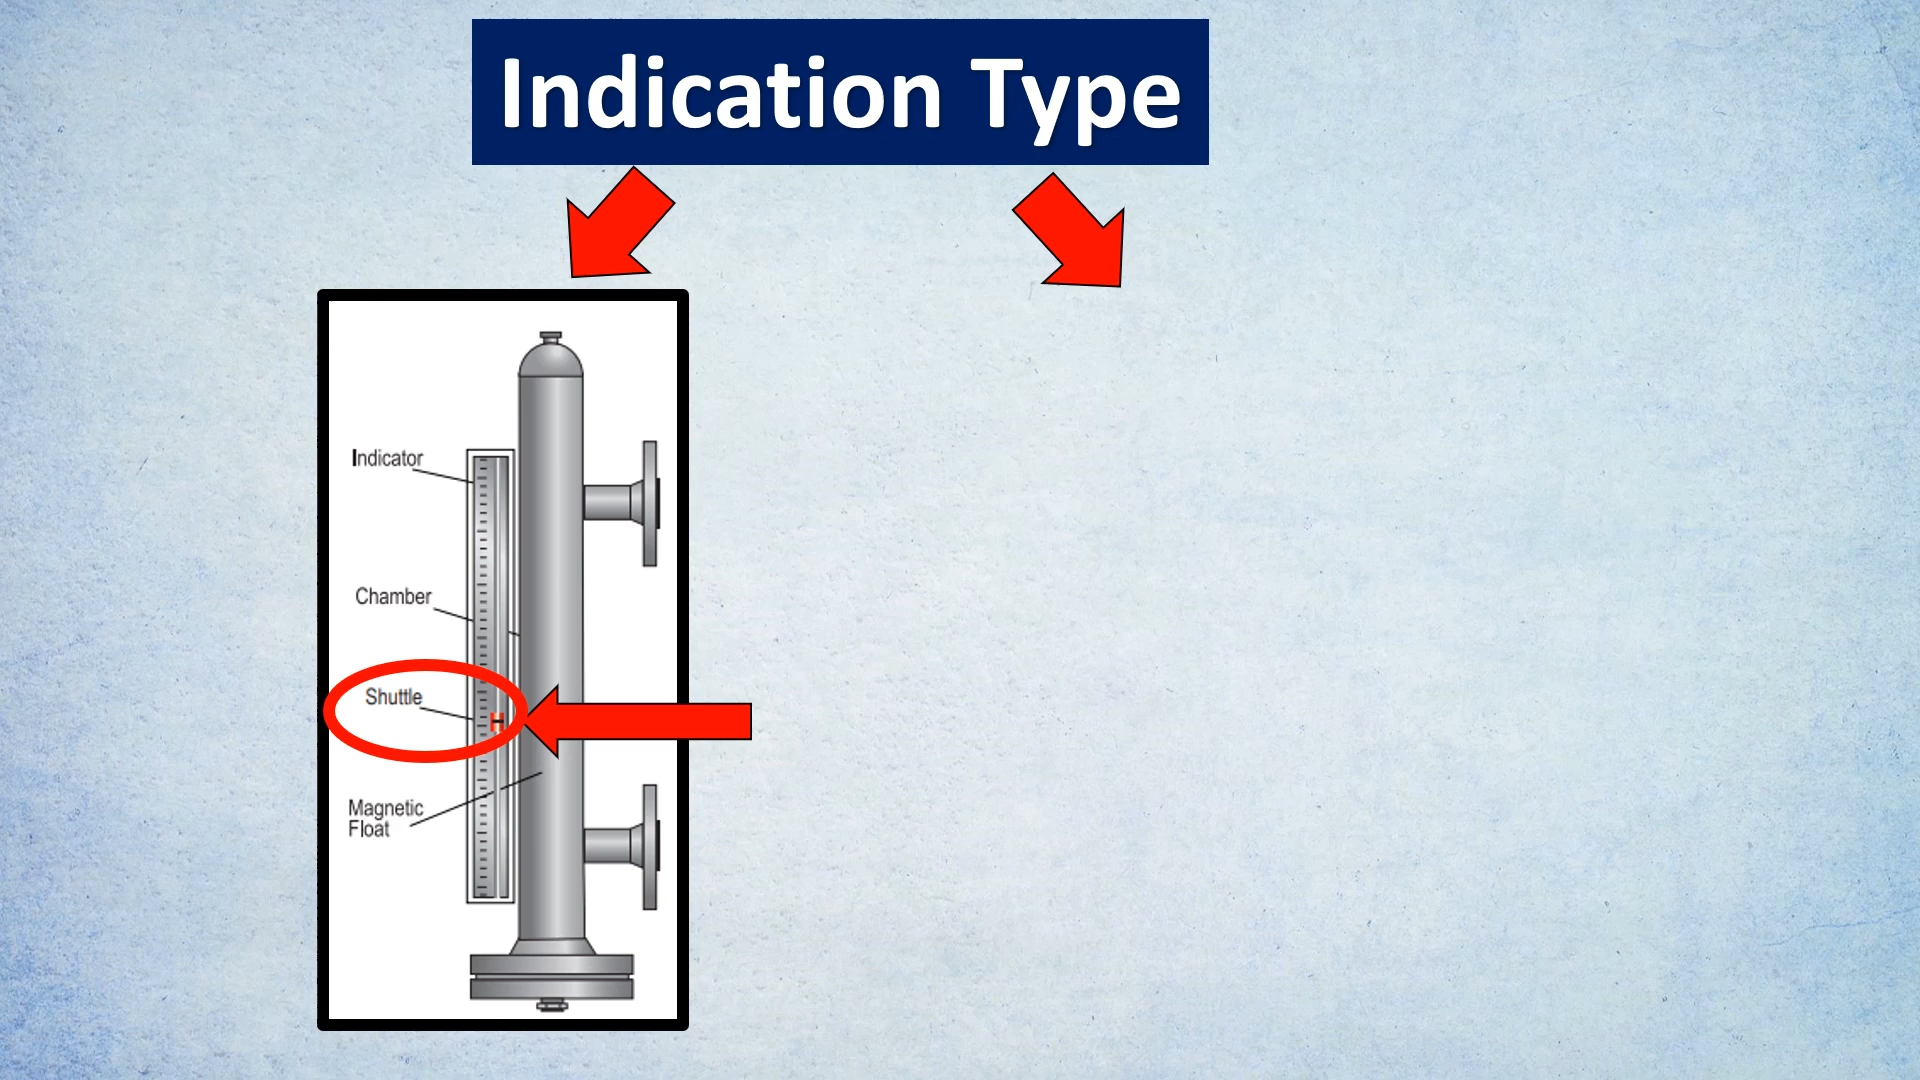 Indication Type
Indicator
Chamber
Shuttle
H
Magnetic
Float